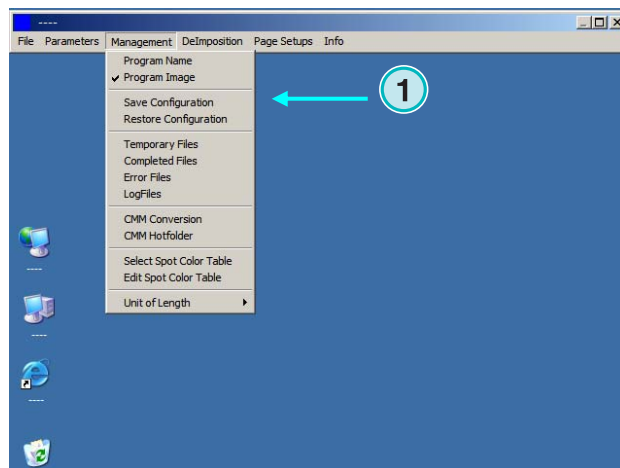 ----
File Parameters Management DeImposition Page Setups Info
Program Name
Program Image
Save Configuration
Restore Configuration
Temporary Files
Completed Files
Error Files
LogFiles
CMM Conversion
CMM Hotfolder
Select Spot Color Table
Edit Spot Color Table
Unit of Length
1
----
----
----